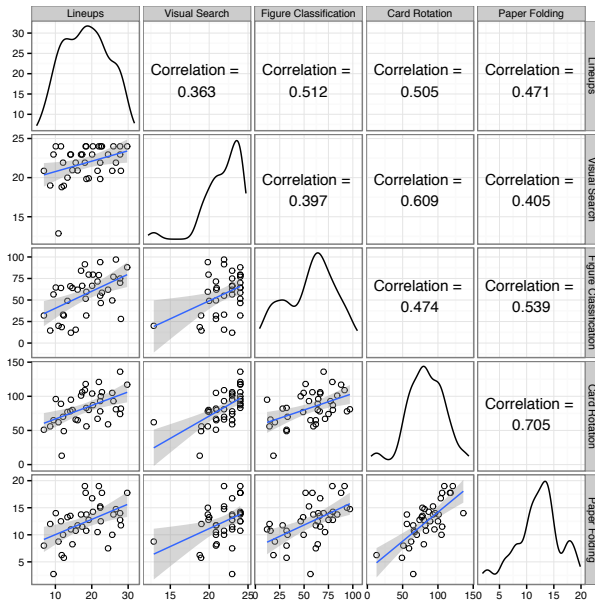 Lineups Visual Search Figure Classification Card Rotation Paper Folding
30
25
20
15
10
Correlation =
0.363
Correlation =
0.512
Correlation =
0.505
Correlation =
0.471
Lineups
25
20
15
Correlation =
0.397
Correlation =
0.609
Correlation =
0.405
Visual Search
100
75
50
25
0
Correlation =
0.474
Correlation =
0.539
Figure Classification
150
100
50
0
Correlation =
0.705
Card Rotation
20
15
10
5
Paper Folding
10 20 30 15 20 25 0 25 50 75 100 0 50 100 150 5 10 15 20